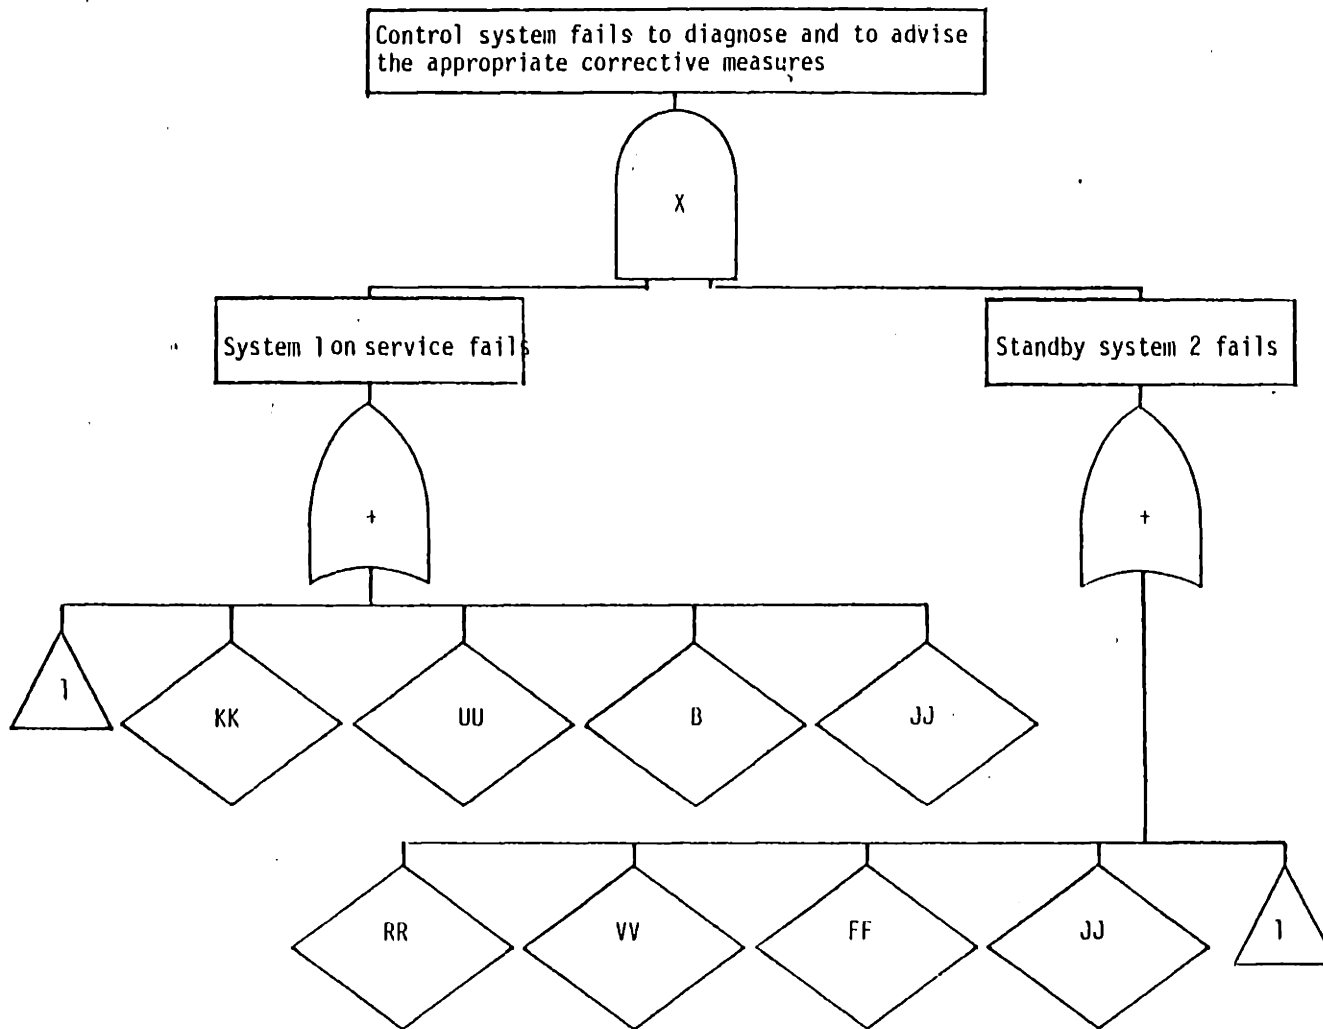 Control system fails to diagnose and to advise
the appropriate corrective measures
X
System 1 on service fails
Standby system 2 fails
+
+
1
KK
UU
B
JJ
RR
VV
FF
JJ
1